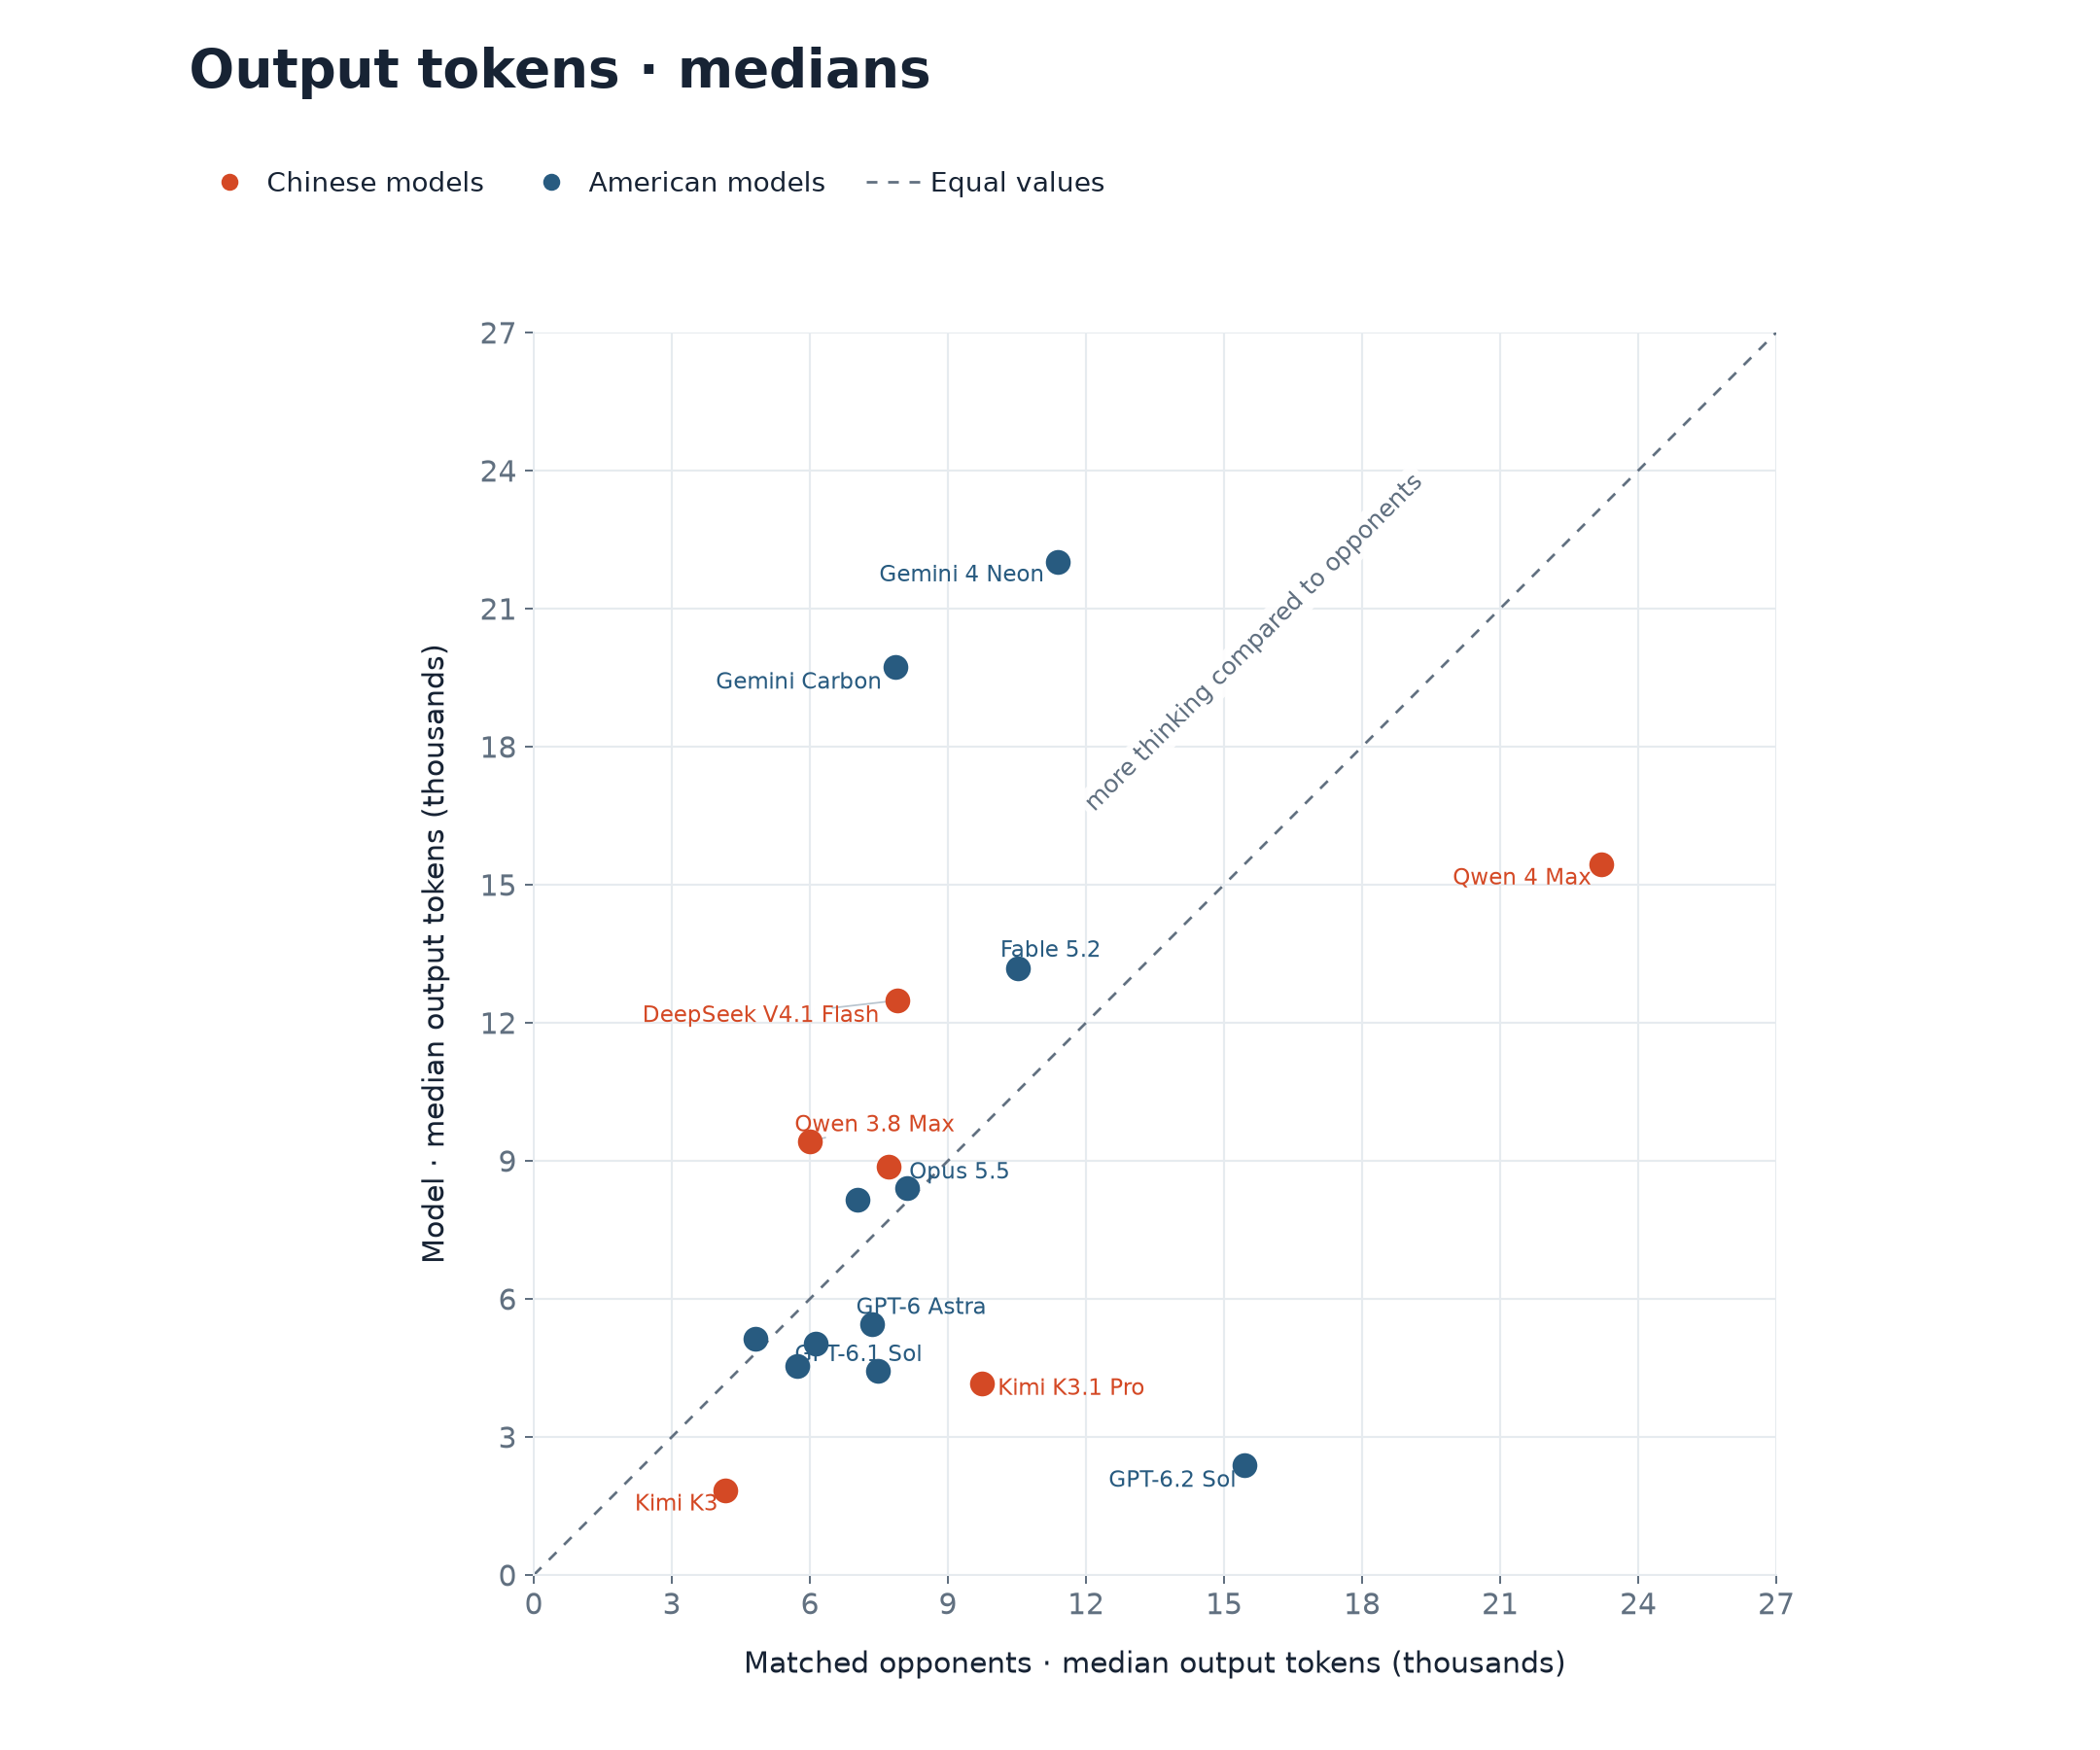 Output tokens · medians
Chinese models
American models
Equal values
27
24
21
18
15
12
9
6
3
0
Model · median output tokens (thousands)
more thinking compared to opponents
Gemini 4 Neon
Gemini Carbon
Qwen 4 Max
Fable 5.2
DeepSeek V4.1 Flash
Qwen 3.8 Max
Opus 5.5
GPT-6 Astra
GPT-6.1 Sol
Kimi K3.1 Pro
GPT-6.2 Sol
Kimi K3
0
3
6
9
12
15
18
21
24
27
Matched opponents · median output tokens (thousands)